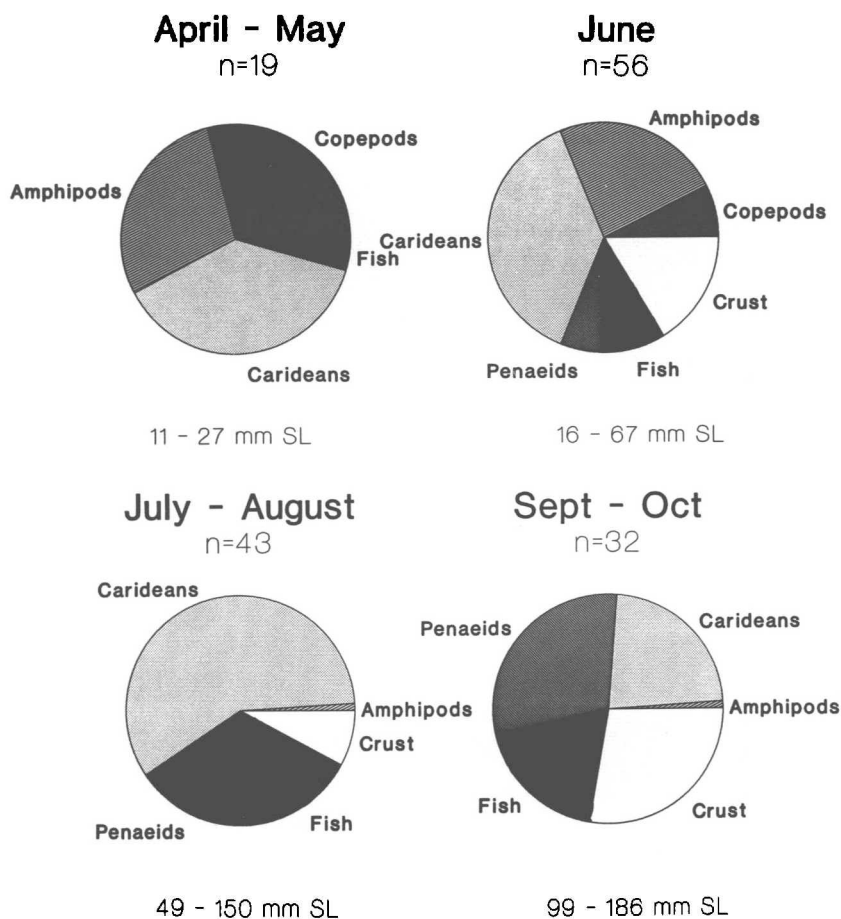 April - May
n=19
Copepods
Amphipods
Fish
Carideans
11 - 27 mm SL
June
n=56
Amphipods
Copepods
Carideans
Crust
Penaeids
Fish
16 - 67 mm SL
July - August
n=43
Carideans
Amphipods
Crust
Penaeids
Fish
49 - 150 mm SL
Sept - Oct
n=32
Penaeids
Carideans
Amphipods
Fish
Crust
99 - 186 mm SL